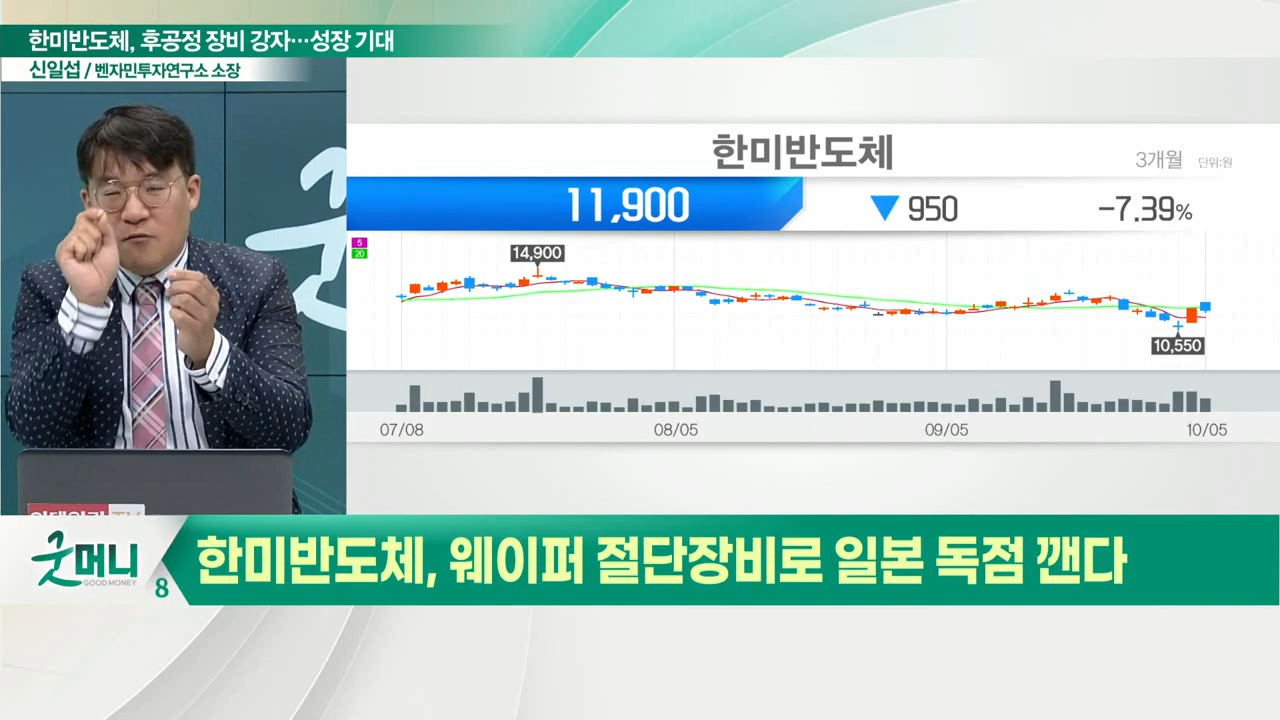 한미반도체, 후공정 장비 강자…성장 기대
신일섭 / 벤자민투자연구소 소장
한미반도체
3개월 단위:원
11,900 ▼ 950 -7.39%
5
20
14,900
10,550
07/08 08/05 09/05 10/05
굿머니
GOOD MONEY
8
한미반도체, 웨이퍼 절단장비로 일본 독점 깬다